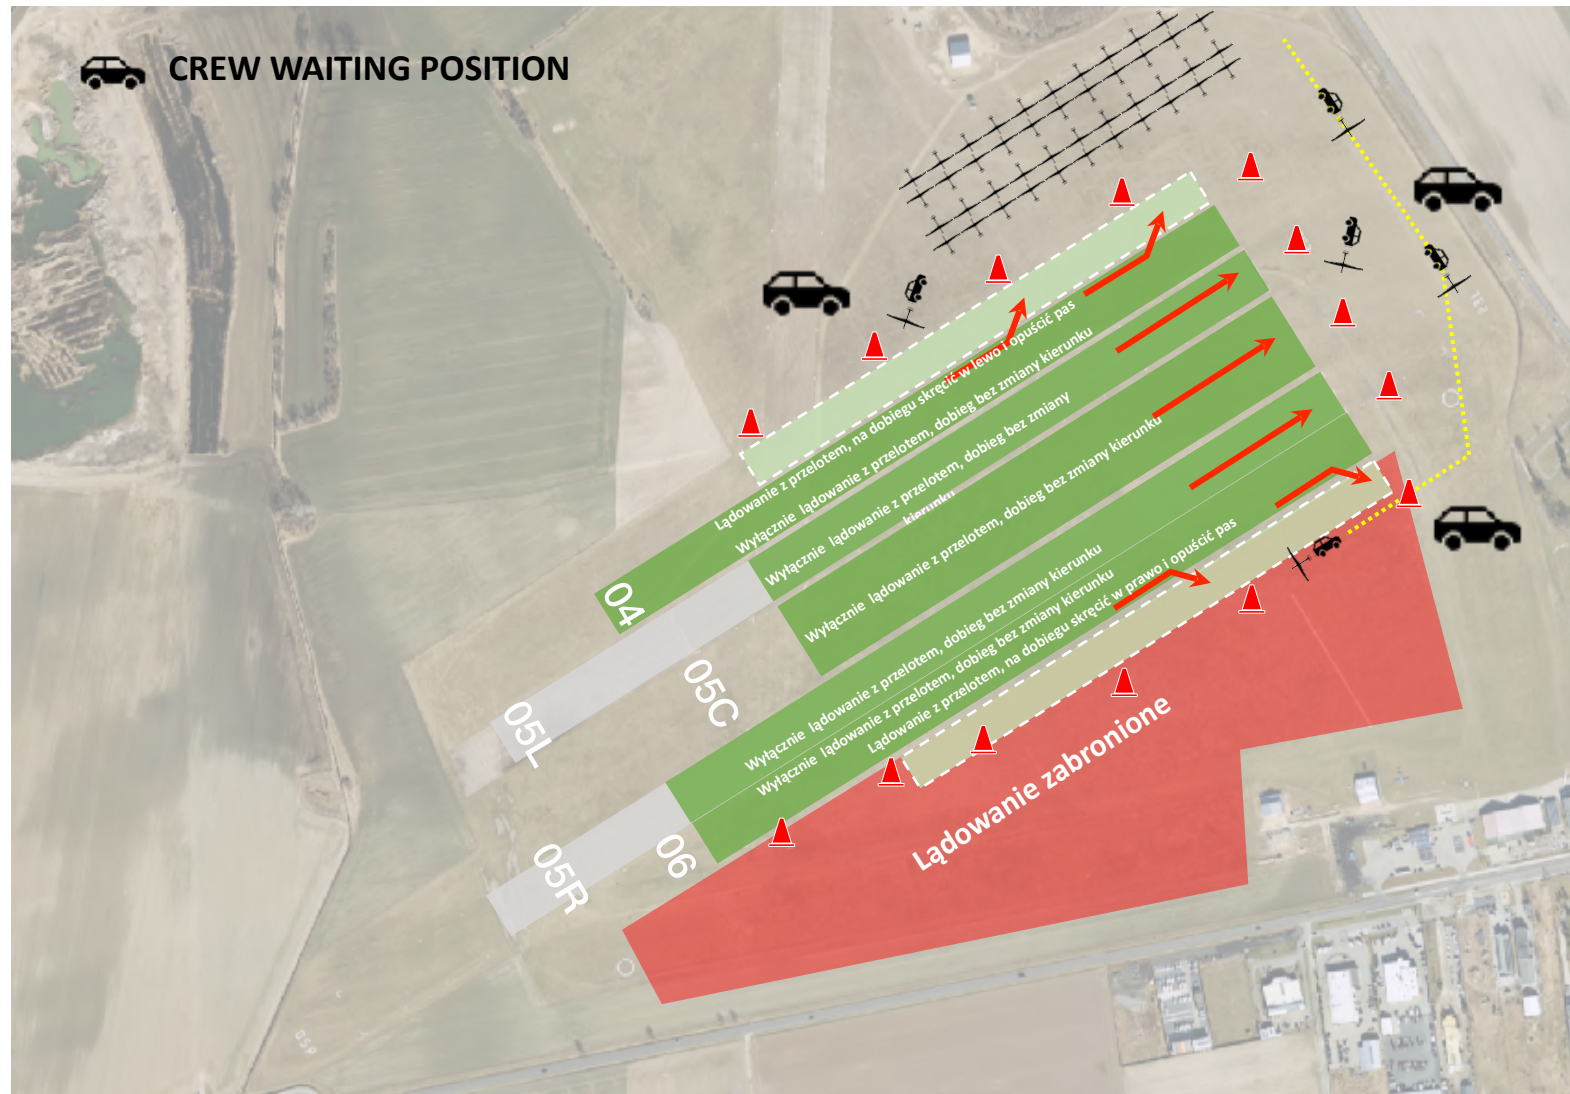 CREW WAITING POSITION
Lądowanie z przelotem, na dobiegu skręcić w lewo i opuścić pas
Wyłącznie lądowanie z przelotem, dobieg bez zmiany kierunku
Wyłącznie lądowanie z przelotem, dobieg bez zmiany
kierunku
Wyłącznie lądowanie z przelotem, dobieg bez zmiany kierunku
Wyłącznie lądowanie z przelotem, dobieg bez zmiany kierunku
Wyłącznie lądowanie z przelotem, dobieg bez zmiany kierunku
Lądowanie z przelotem, na dobiegu skręcić w prawo i opuścić pas
04
05C
05L
05R
06
Lądowanie zabronione